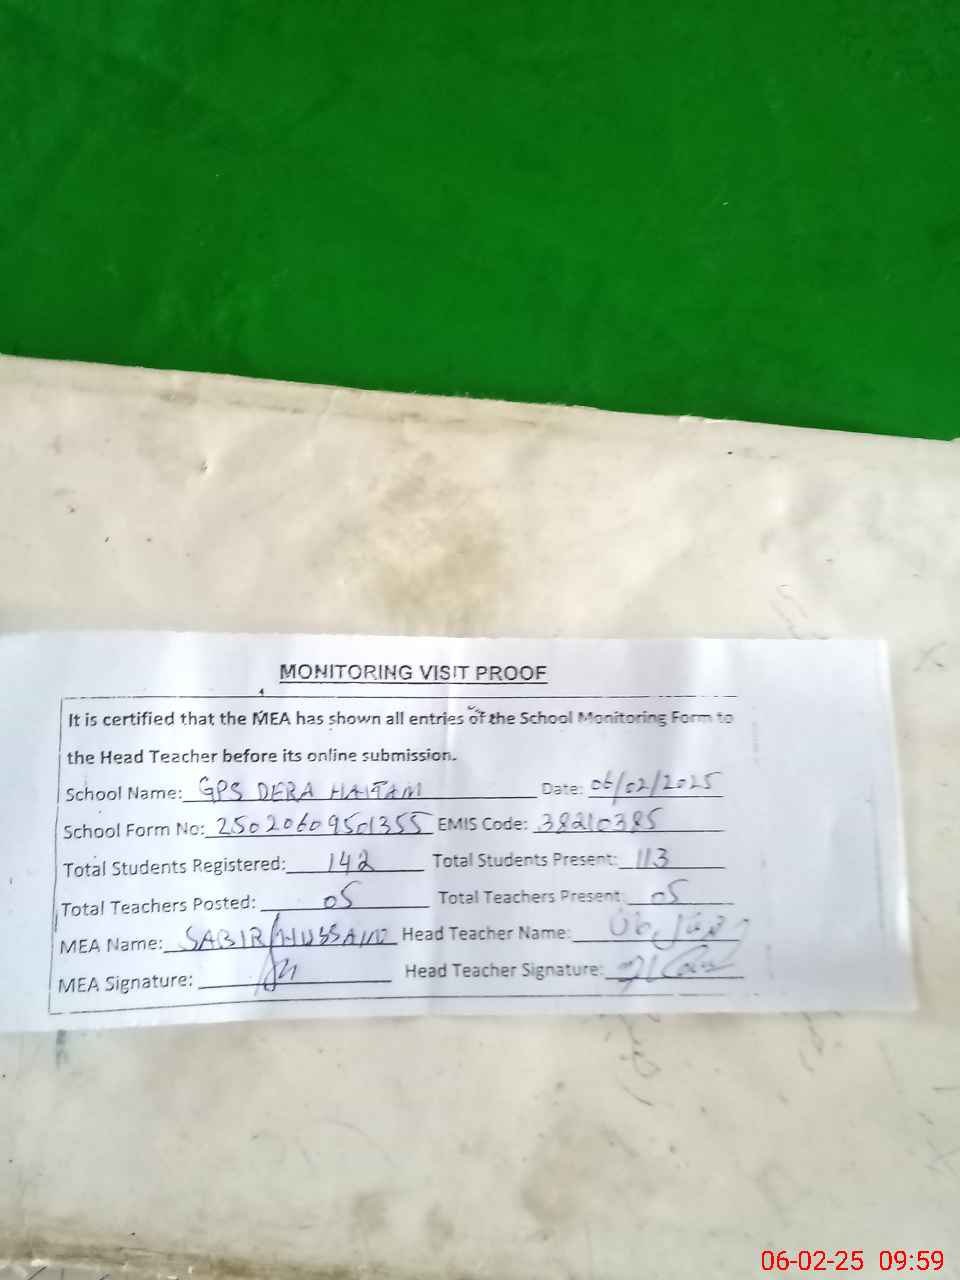 MONITORING VISIT PROOF
It is certified that the MEA has shown all entries of the School Monitoring Form to
the Head Teacher before its online submission.
School Name: GPS DERA HAITAM Date: 06/02/2025
School Form No: 25020609501355 EMIS Code: 38210385
Total Students Registered: 142 Total Students Present: 113
Total Teachers Posted: 05 Total Teachers Present: 05
MEA Name: SABIR HUSSAIN Head Teacher Name:
MEA Signature: Head Teacher Signature:
06-02-25 09:59